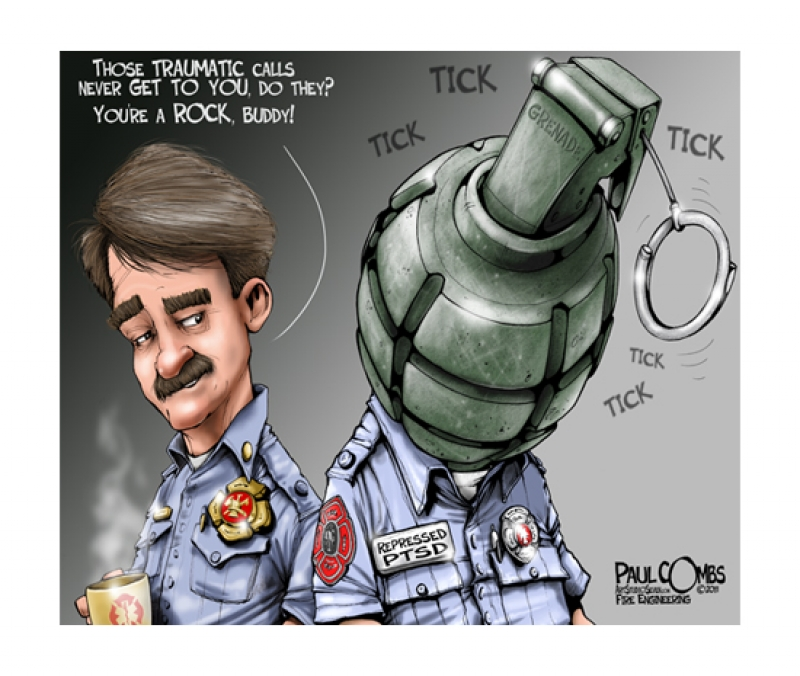 THOSE TRAUMATIC CALLS
NEVER GET TO YOU, DO THEY?
YOU'RE A ROCK, BUDDY!
TICK
TICK
TICK
GRENADE
TICK
TICK
REPRESSED
PTSD
PAUL COMBS
©2011
FIRE ENGINEERING